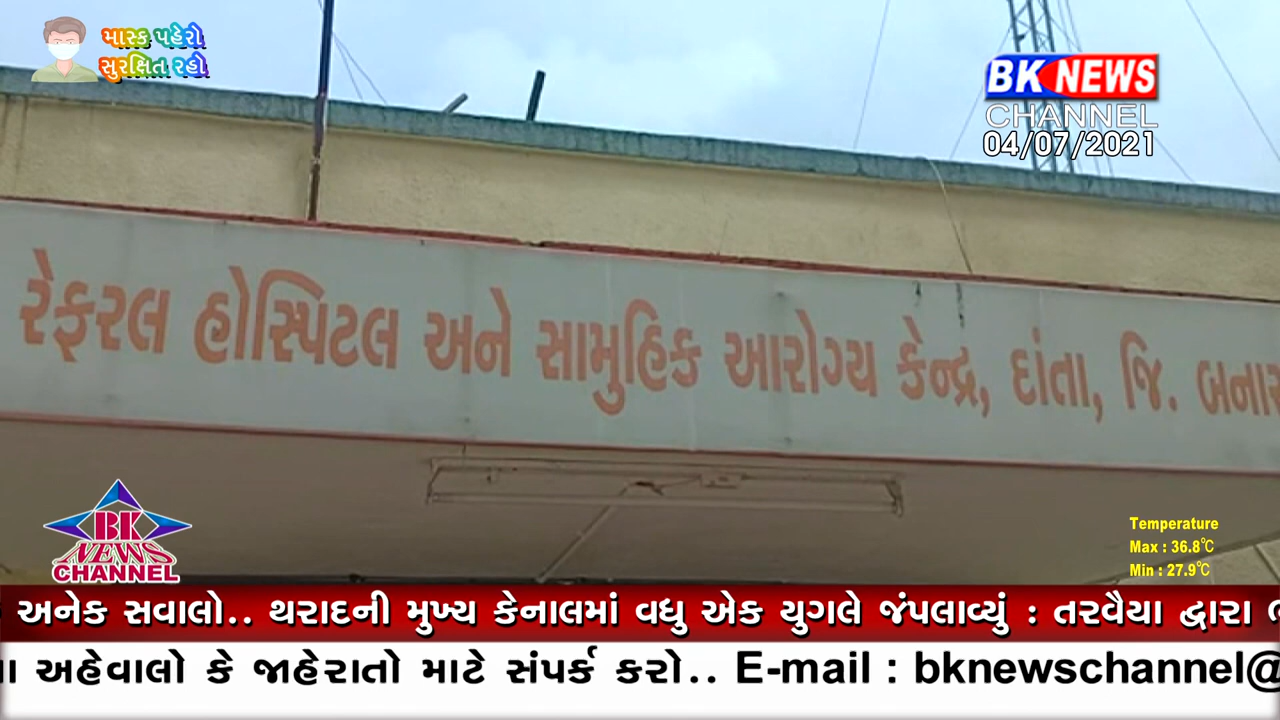 માસ્ક પહેરો
સુરક્ષિત રહો
BK NEWS
CHANNEL
04/07/2021
રેફરલ હોસ્પિટલ અને સામુહિક આરોગ્ય કેન્દ્ર, દાંતા, જિ.
BK
NEWS
CHANNEL
Temperature
Max : 36.8℃
Min : 27.9℃
અનેક સવાલો.. થરાદની મુખ્ય કેનાલમાં વધુ એક યુગલે જંપલાવ્યું : તરવૈયા દ્વારા
અહેવાલો કે જાહેરાતો માટે સંપર્ક કરો.. E-mail : bknewschannel@